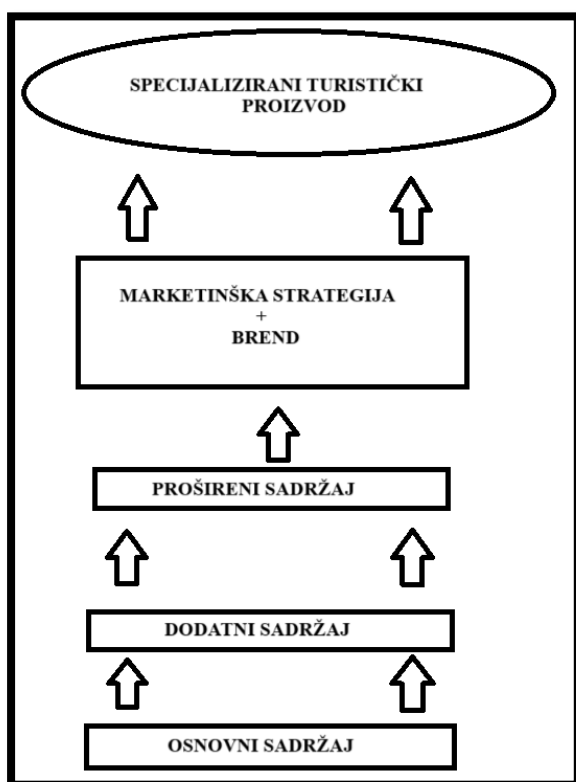 SPECIJALIZIRANI TURISTIČKI
PROIZVOD
MARKETINŠKA STRATEGIJA
+
BREND
PROŠIRENI SADRŽAJ
DODATNI SADRŽAJ
OSNOVNI SADRŽAJ